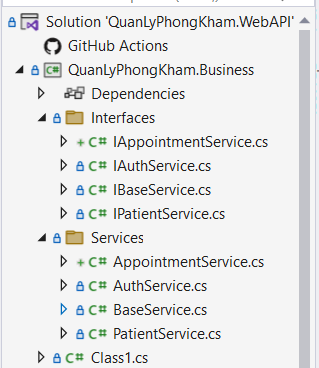 Solution 'QuanLyPhongKham.WebAPI'
GitHub Actions
C# QuanLyPhongKham.Business
Dependencies
Interfaces
+ C# IAppointmentService.cs
C# IAuthService.cs
C# IBaseService.cs
C# IPatientService.cs
Services
+ C# AppointmentService.cs
C# AuthService.cs
C# BaseService.cs
C# PatientService.cs
C# Class1.cs